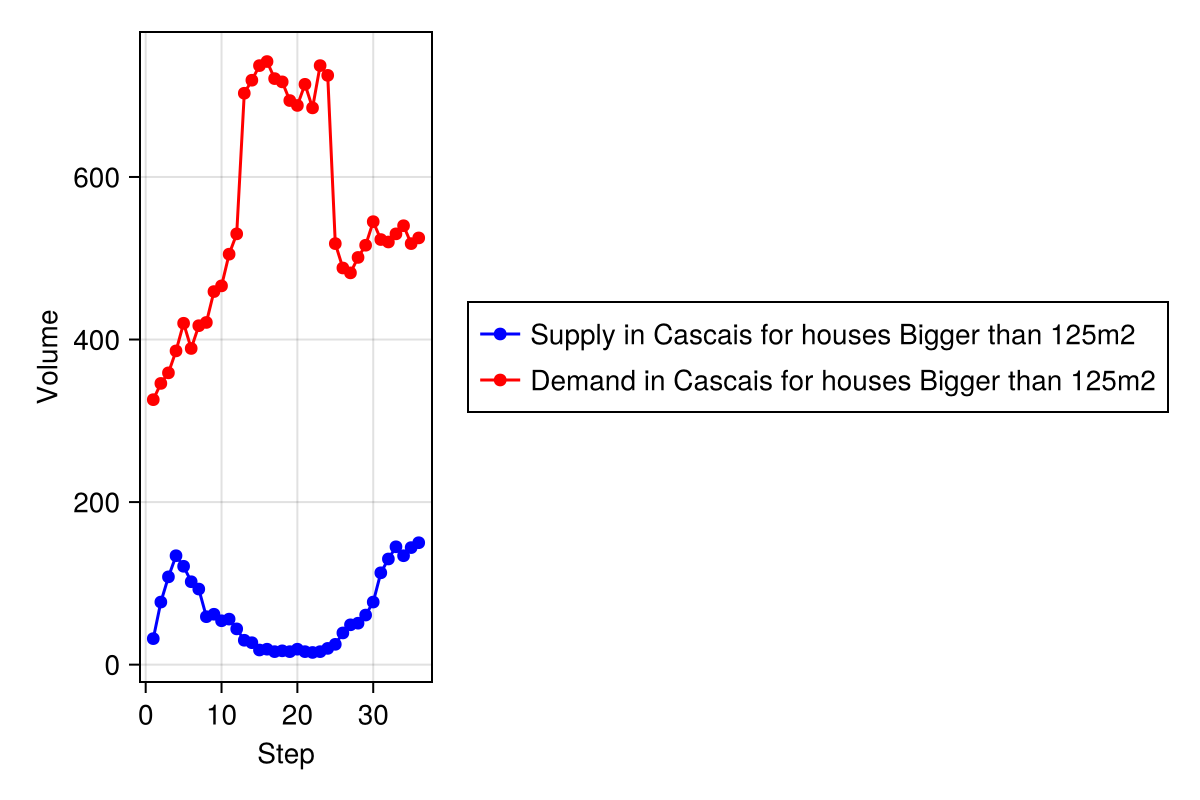 Volume
600
400
200
0
0 10 20 30
Step
Supply in Cascais for houses Bigger than 125m2
Demand in Cascais for houses Bigger than 125m2